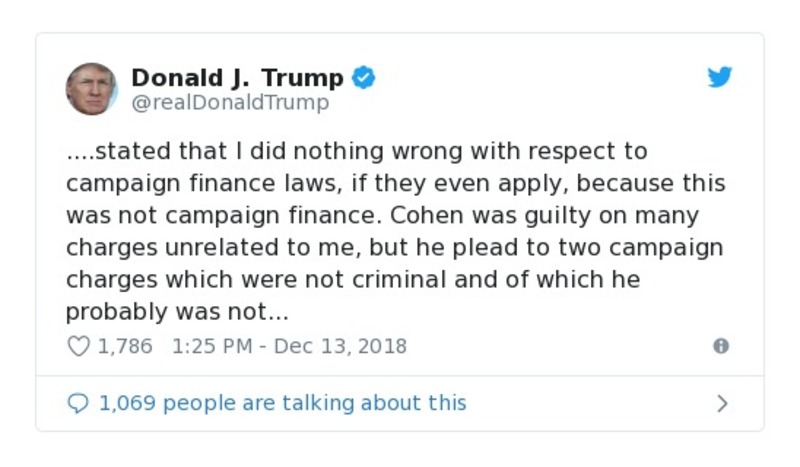 Donald J. Trump
@realDonaldTrump
....stated that I did nothing wrong with respect to
campaign finance laws, if they even apply, because this
was not campaign finance. Cohen was guilty on many
charges unrelated to me, but he plead to two campaign
charges which were not criminal and of which he
probably was not...
1,786 1:25 PM - Dec 13, 2018
1,069 people are talking about this